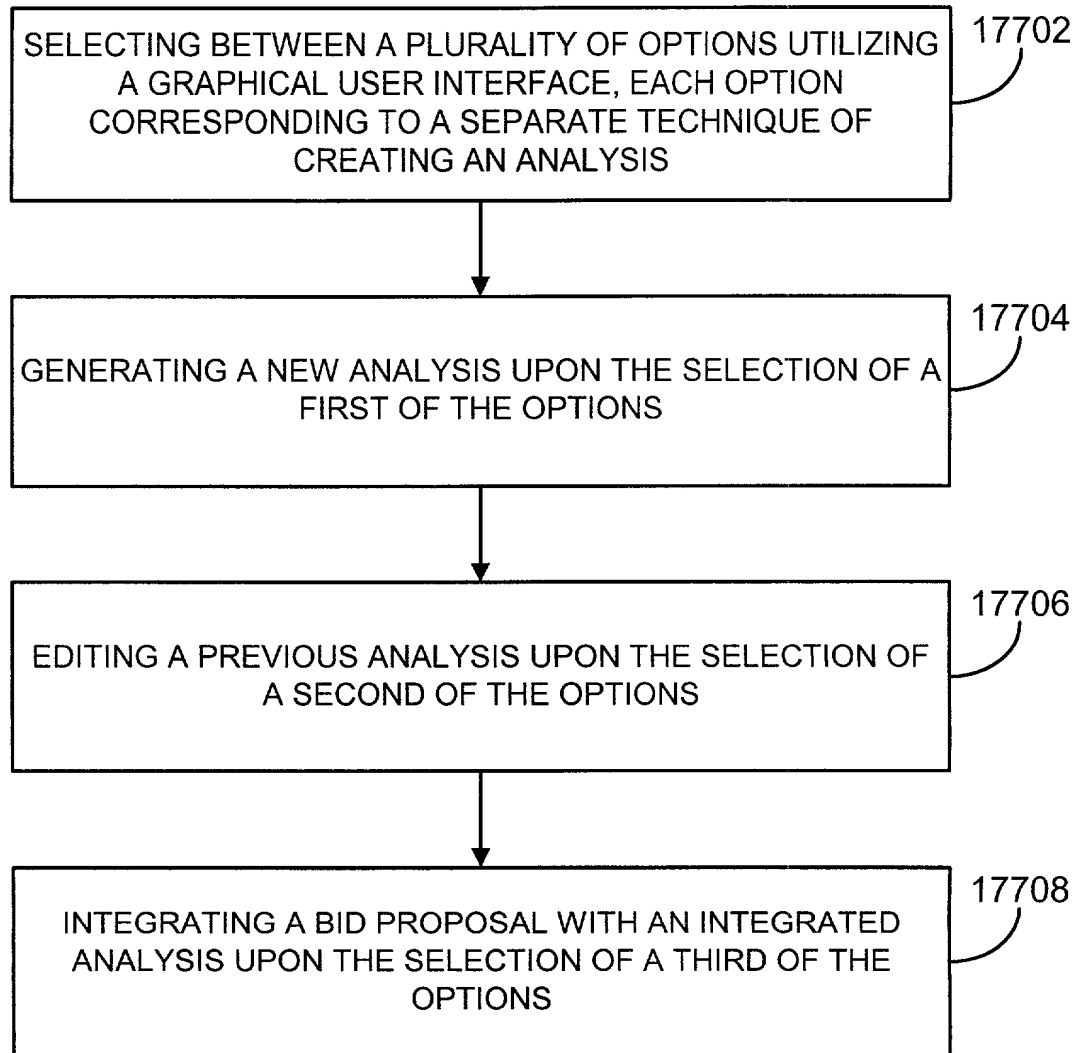 SELECTING BETWEEN A PLURALITY OF OPTIONS UTILIZING
A GRAPHICAL USER INTERFACE, EACH OPTION
CORRESPONDING TO A SEPARATE TECHNIQUE OF
CREATING AN ANALYSIS
17702
GENERATING A NEW ANALYSIS UPON THE SELECTION OF A
FIRST OF THE OPTIONS
17704
EDITING A PREVIOUS ANALYSIS UPON THE SELECTION OF
A SECOND OF THE OPTIONS
17706
INTEGRATING A BID PROPOSAL WITH AN INTEGRATED
ANALYSIS UPON THE SELECTION OF A THIRD OF THE
OPTIONS
17708